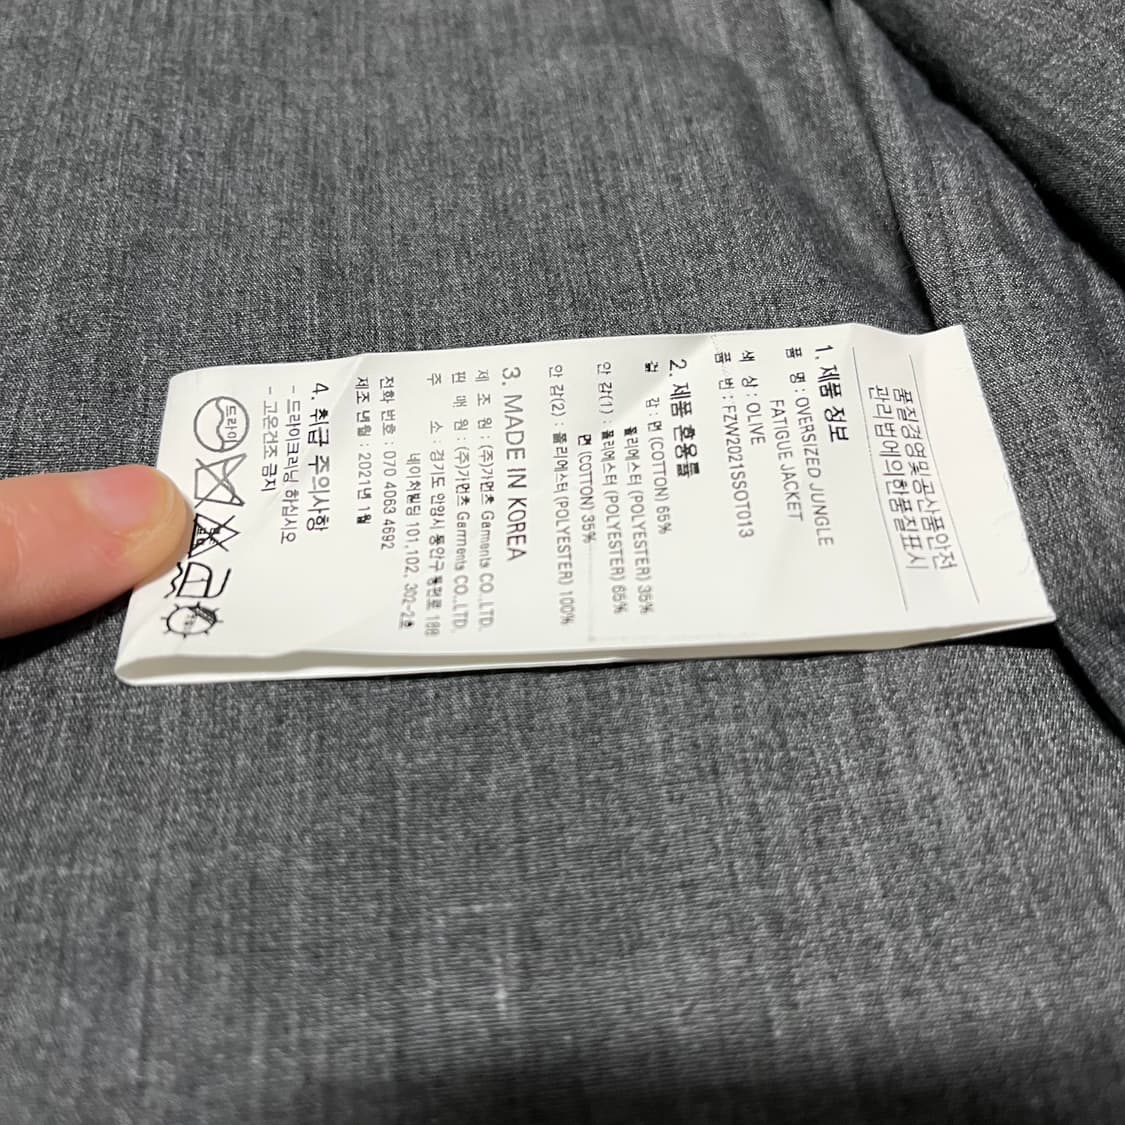 품질경영및공산품안전
관리법에의한품질표시
1. 제품 정보
품 명 : OVERSIZED JUNGLE
FATIGUE JACKET
색 상 : OLIVE
품 번 : FZW2021SSOT013
2. 제품 혼용률
겉 감 : 면 (COTTON) 65%
폴리에스터 (POLYESTER) 35%
안 감(1) : 폴리에스터 (POLYESTER) 65%
면 (COTTON) 35%
안 감(2) : 폴리에스터 (POLYESTER) 100%
3. MADE IN KOREA
제 조 원 : (주)가먼츠 Garments CO.,LTD.
판 매 원 : (주)가먼츠 Garments CO.,LTD.
주 소 : 경기도 안양시 동안구 188
네이처빌딩 101,102, 302-2호
전화 번호 : 070 4063 4692
제조 년월 : 2021년 1월
4. 취급 주의사항
- 드라이크리닝 하십시오
- 고온건조 금지
드라이